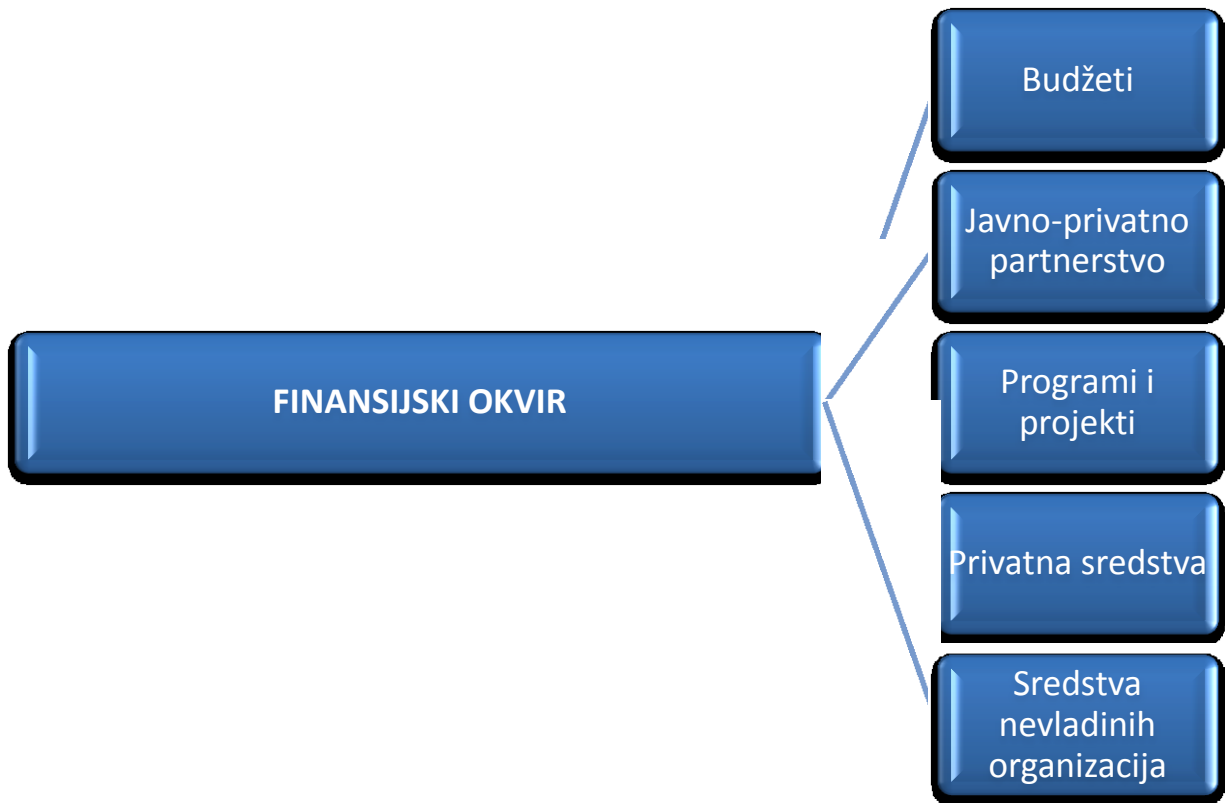 Budžeti
Javno-privatno
partnerstvo
FINANSIJSKI OKVIR
Programi i
projekti
Privatna sredstva
Sredstva
nevladinih
organizacija